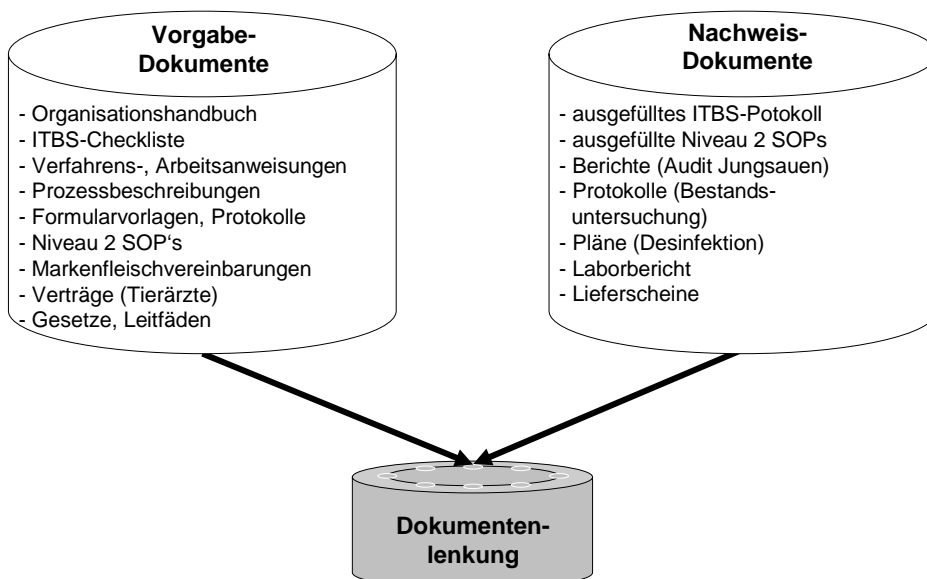 Vorgabe-
Dokumente
- Organisationshandbuch
- ITBS-Checkliste
- Verfahrens-, Arbeitsanweisungen
- Prozessbeschreibungen
- Formularvorlagen, Protokolle
- Niveau 2 SOP‘s
- Markenfleischvereinbarungen
- Verträge (Tierärzte)
- Gesetze, Leitfäden
Nachweis-
Dokumente
- ausgefülltes ITBS-Potokoll
- ausgefüllte Niveau 2 SOPs
- Berichte (Audit Jungsauen)
- Protokolle (Bestands-
untersuchung)
- Pläne (Desinfektion)
- Laborbericht
- Lieferscheine
Dokumenten-
lenkung